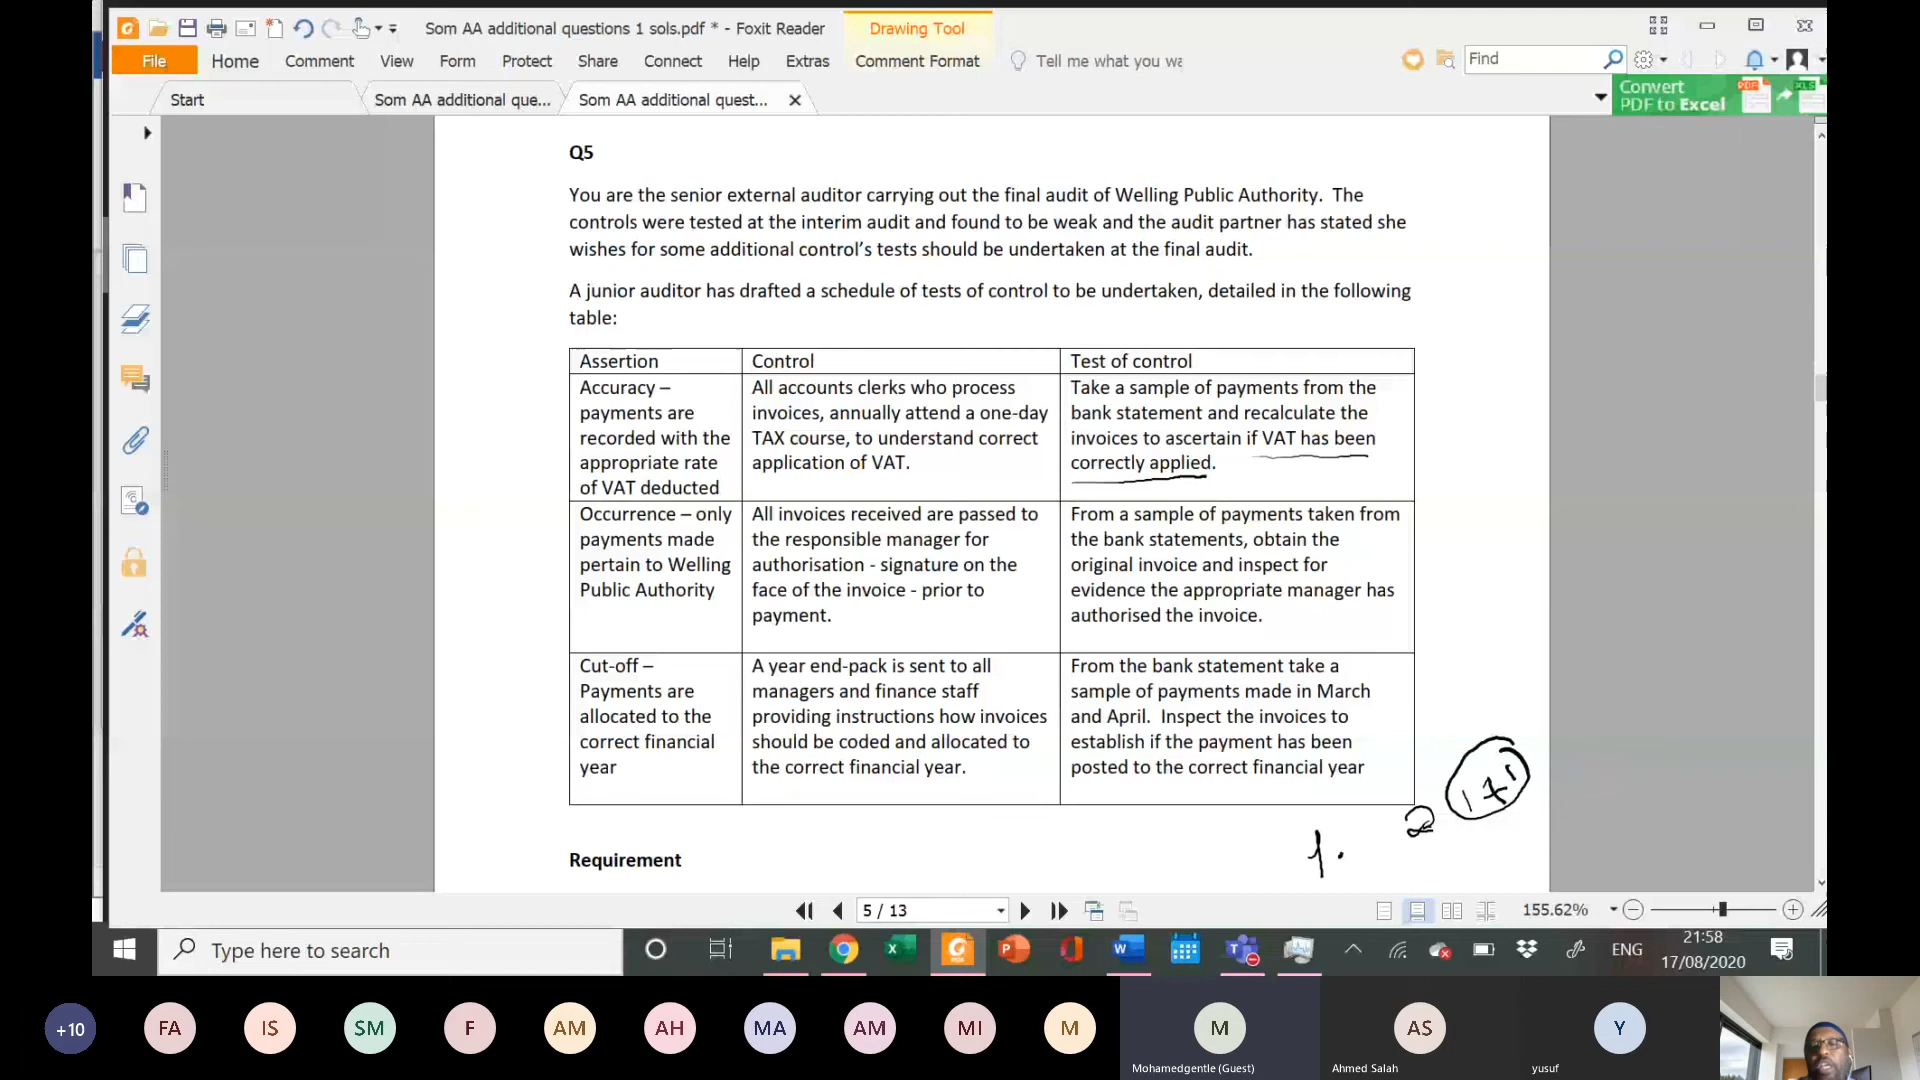 Som AA additional questions 1 sols.pdf * - Foxit Reader
Drawing Tool
File Home Comment View Form Protect Share Connect Help Extras Comment Format Tell me what you wa Find
Start Som AA additional que... Som AA additional quest... Convert
PDF to Excel
Q5
You are the senior external auditor carrying out the final audit of Welling Public Authority. The
controls were tested at the interim audit and found to be weak and the audit partner has stated she
wishes for some additional control's tests should be undertaken at the final audit.
A junior auditor has drafted a schedule of tests of control to be undertaken, detailed in the following
table:
Assertion
Control
Test of control
Accuracy –
payments are
recorded with the
appropriate rate
of VAT deducted
All accounts clerks who process
invoices, annually attend a one-day
TAX course, to understand correct
application of VAT.
Take a sample of payments from the
bank statement and recalculate the
invoices to ascertain if VAT has been
correctly applied.
Occurrence – only
payments made
pertain to Welling
Public Authority
All invoices received are passed to
the responsible manager for
authorisation - signature on the
face of the invoice - prior to
payment.
From a sample of payments taken from
the bank statements, obtain the
original invoice and inspect for
evidence the appropriate manager has
authorised the invoice.
Cut-off –
Payments are
allocated to the
correct financial
year
A year end-pack is sent to all
managers and finance staff
providing instructions how invoices
should be coded and allocated to
the correct financial year.
From the bank statement take a
sample of payments made in March
and April. Inspect the invoices to
establish if the payment has been
posted to the correct financial year
1+1
2
1.
Requirement
5 / 13
155.62%
Type here to search
ENG
21:58
17/08/2020
+10 FA IS SM F AM AH MA AM MI M M AS Y
Mohamedgentle (Guest) Ahmed Salah yusuf